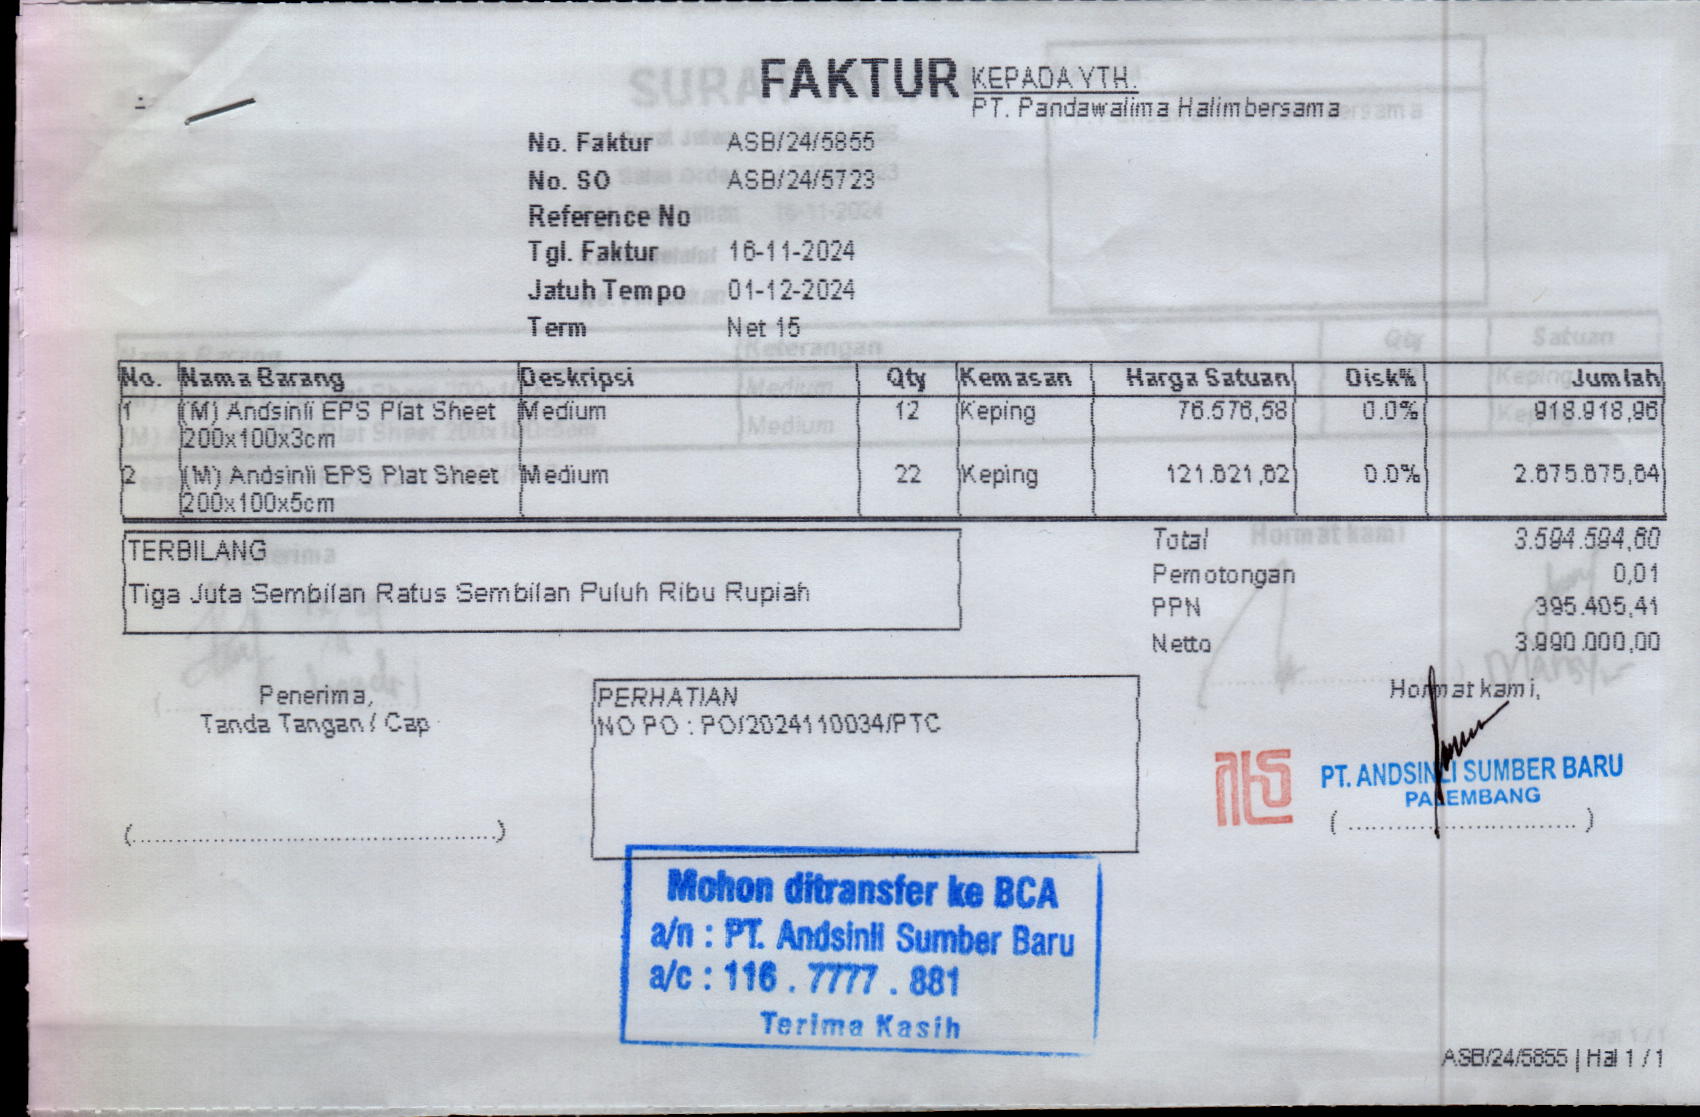 FAKTUR
KEPADA YTH.
PT. Pandawalima Halimbersama
No. Faktur ASB/24/5855
No. SO ASB/24/5723
Reference No
Tgl. Faktur 16-11-2024
Jatuh Tempo 01-12-2024
Term Net 15
No. Nama Barang Deskripsi Qty Kemasan Harga Satuan Disk% Jumlah
1 (M) Andsinli EPS Plat Sheet Medium 12 Keping 76.576,58 0.0% 918.918,96
200x100x3cm
2 (M) Andsinli EPS Plat Sheet Medium 22 Keping 121.621,62 0.0% 2.675.675,64
200x100x5cm
TERBILANG
Tiga Juta Sembilan Ratus Sembilan Puluh Ribu Rupiah
Total 3.594.594,60
Pemotongan 0,01
PPN 395.405,41
Netto 3.990.000,00
Penerima,
Tanda Tangan / Cap
(.................................................)
PERHATIAN
NO PO : PO/2024110034/PTC
Hormat kami,
PT. ANDSINLI SUMBER BARU
PALEMBANG
( ............................... )
Mohon ditransfer ke BCA
a/n : PT. Andsinli Sumber Baru
a/c : 116 . 7777 . 881
Terima Kasih
ASB/24/5855 | Hal 1 / 1